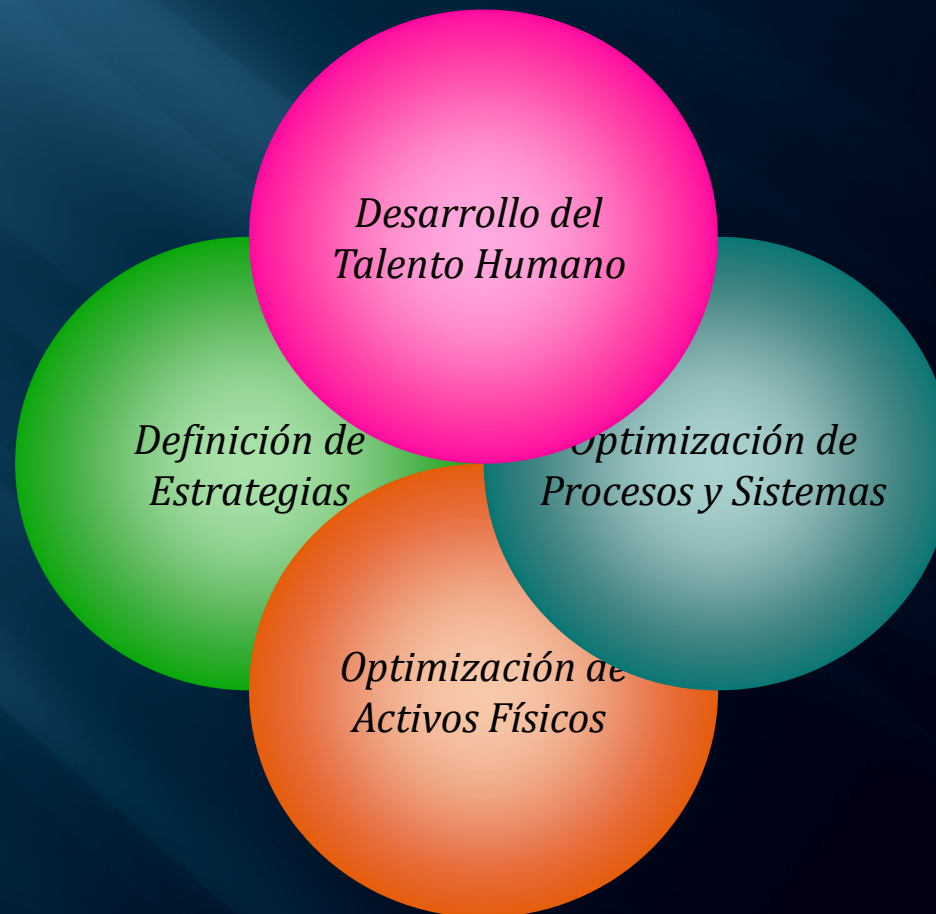 Desarrollo del
Talento Humano
Definición de
Estrategias
Optimización de
Procesos y Sistemas
Optimización de
Activos Físicos